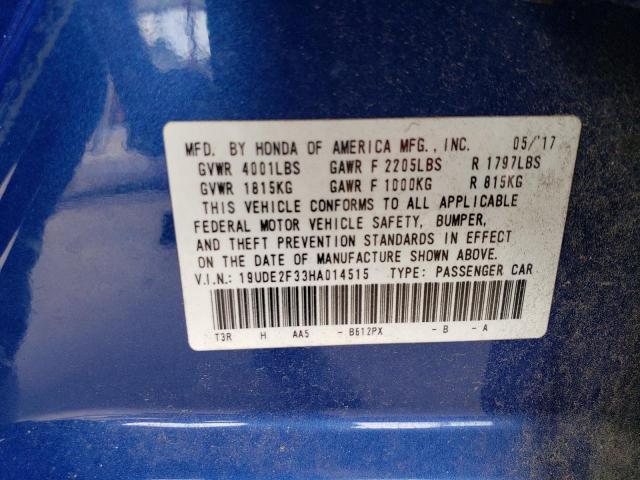 MFD. BY HONDA OF AMERICA MFG., INC. 05/'17
GVWR 4001LBS GAWR F 2205LBS R 1797LBS
GVWR 1815KG GAWR F 1000KG R 815KG
THIS VEHICLE CONFORMS TO ALL APPLICABLE
FEDERAL MOTOR VEHICLE SAFETY, BUMPER,
AND THEFT PREVENTION STANDARDS IN EFFECT
ON THE DATE OF MANUFACTURE SHOWN ABOVE.
V.I.N. 19UDE2F33HA014515 TYPE: PASSENGER CAR
T3R H AA5 - B612PX - B - A